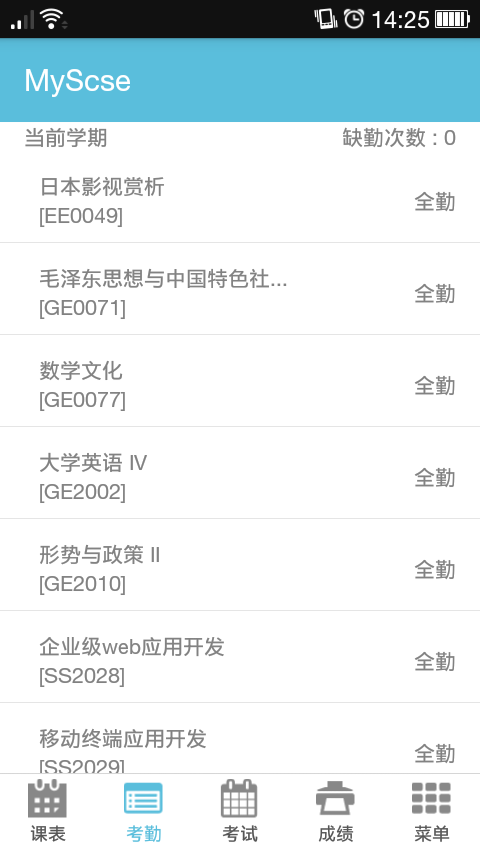 14:25
MyScse
当前学期 缺勤次数 : 0
日本影视赏析
[EE0049]
全勤
毛泽东思想与中国特色社...
[GE0071]
全勤
数学文化
[GE0077]
全勤
大学英语 IV
[GE2002]
全勤
形势与政策 II
[GE2010]
全勤
企业级web应用开发
[SS2028]
全勤
移动终端应用开发
[SS2029]
全勤
课表 考勤 考试 成绩 菜单